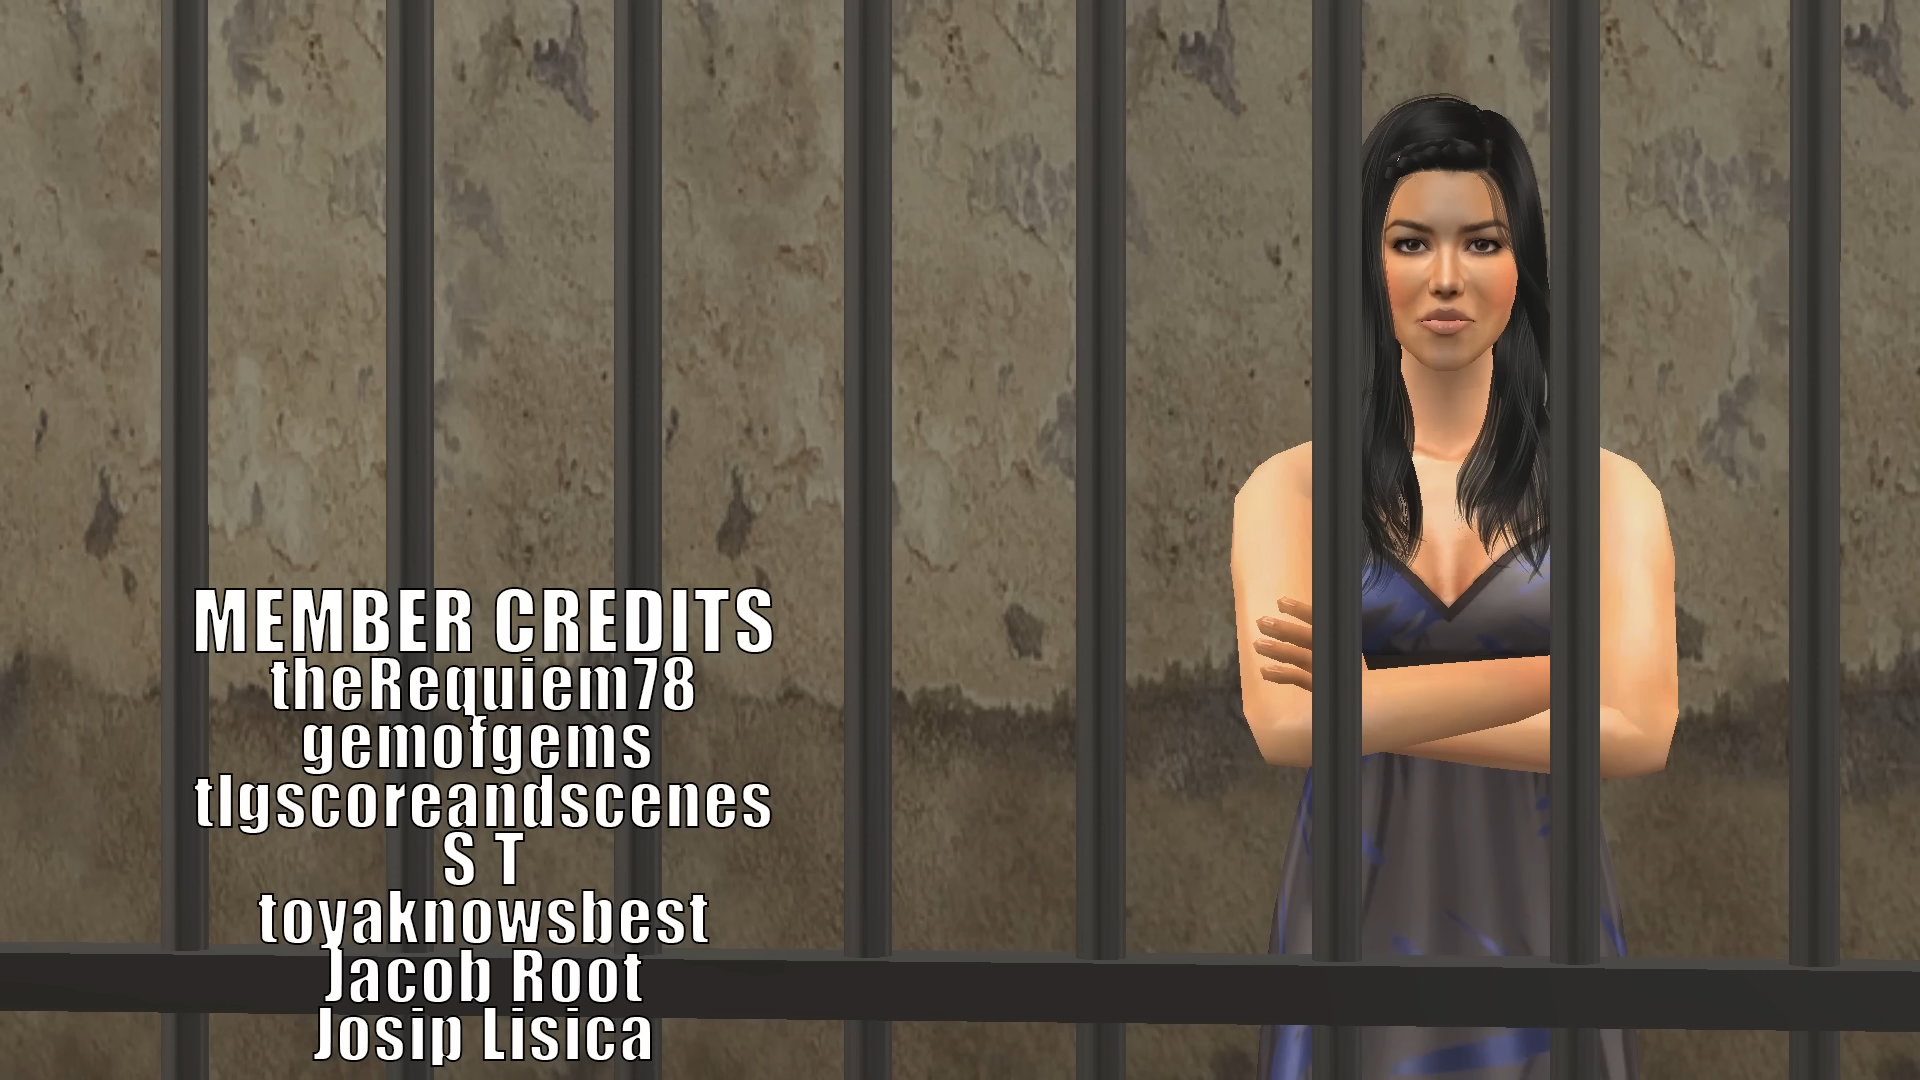 MEMBER CREDITS
theRequiem78
gemofgems
tlgscoreandscenes
S T
toyaknowsbest
Jacob Root
Josip Lisica